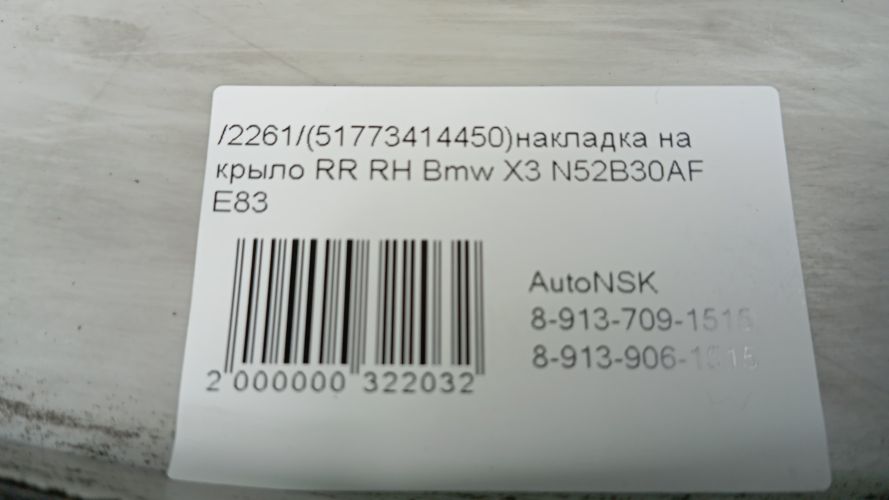 /2261/(51773414450)накладка на
крыло RR RH Bmw X3 N52B30AF
E83
AutoNSK
8-913-709-1515
8-913-906-1515
2 000000 322032